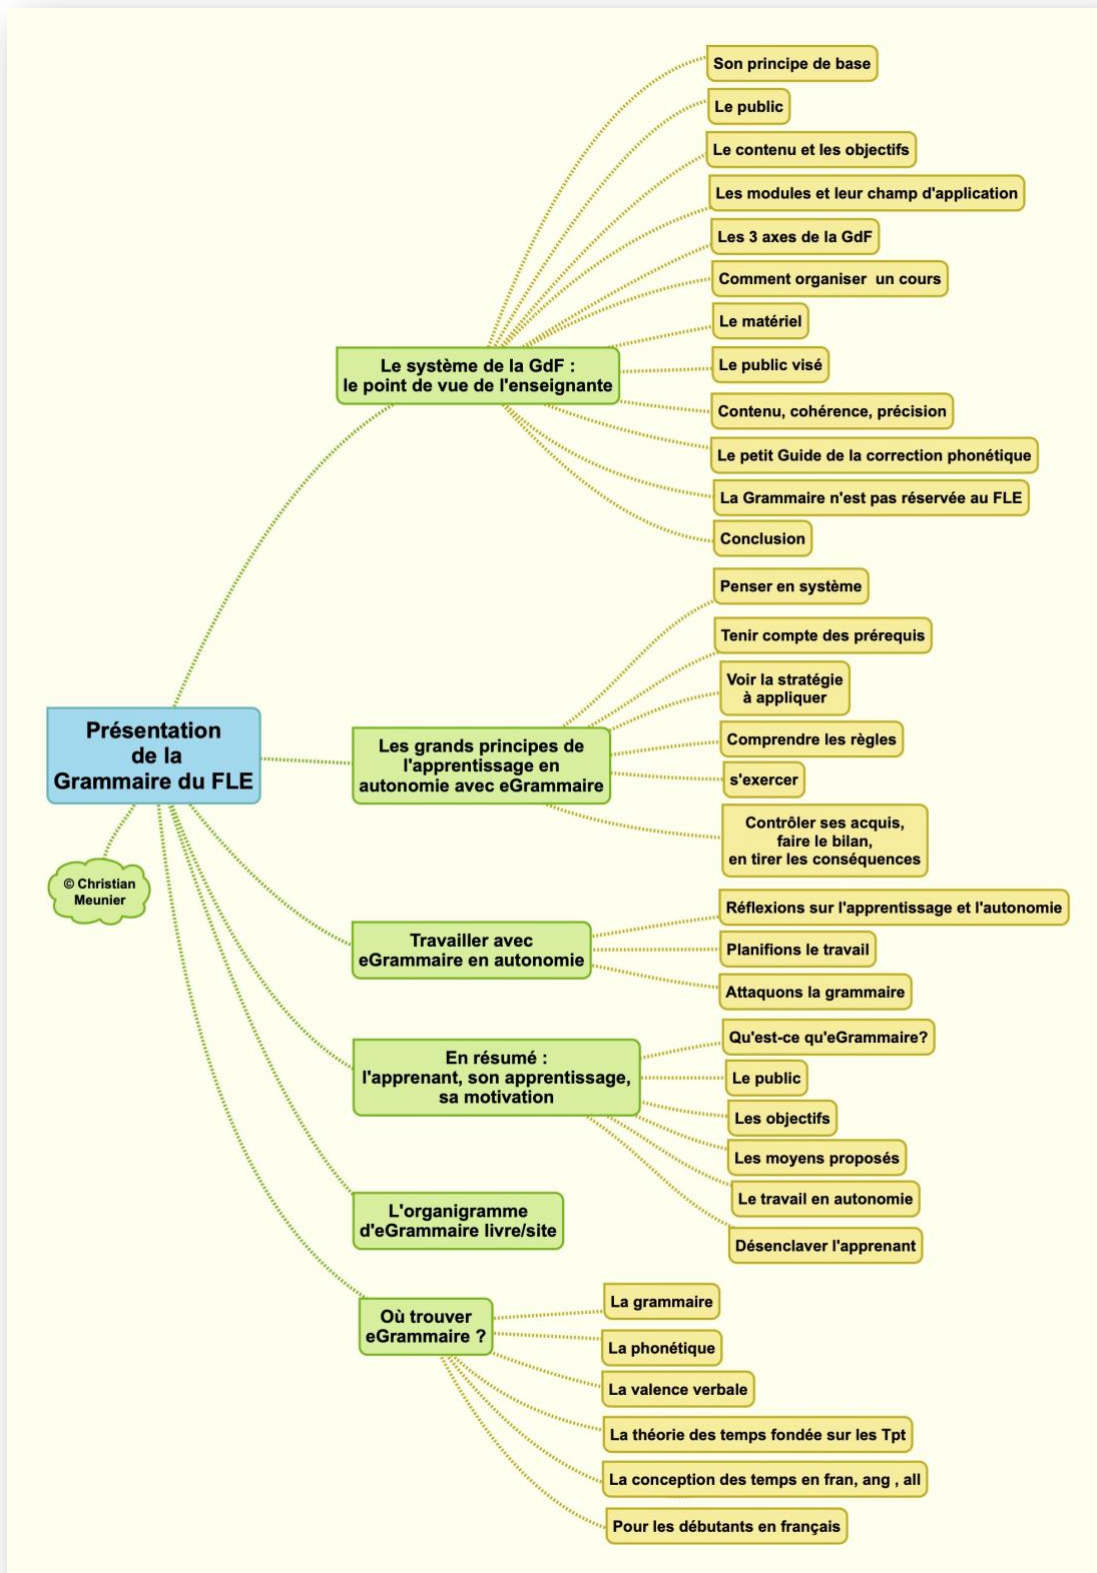 Présentation
de la
Grammaire du FLE
© Christian
Meunier
Le système de la GdF :
le point de vue de l'enseignante
Son principe de base
Le public
Le contenu et les objectifs
Les modules et leur champ d'application
Les 3 axes de la GdF
Comment organiser  un cours
Le matériel
Le public visé
Contenu, cohérence, précision
Le petit Guide de la correction phonétique
La Grammaire n'est pas réservée au FLE
Conclusion
Les grands principes de
l'apprentissage en
autonomie avec eGrammaire
Penser en système
Tenir compte des prérequis
Voir la stratégie
à appliquer
Comprendre les règles
s'exercer
Contrôler ses acquis,
faire le bilan,
en tirer les conséquences
Travailler avec
eGrammaire en autonomie
Réflexions sur l'apprentissage et l'autonomie
Planifions le travail
Attaquons la grammaire
En résumé :
l'apprenant, son apprentissage,
sa motivation
Qu'est-ce qu'eGrammaire?
Le public
Les objectifs
Les moyens proposés
Le travail en autonomie
Désenclaver l'apprenant
L'organigramme
d'eGrammaire livre/site
Où trouver
eGrammaire ?
La grammaire
La phonétique
La valence verbale
La théorie des temps fondée sur les Tpt
La conception des temps en fran, ang , all
Pour les débutants en français